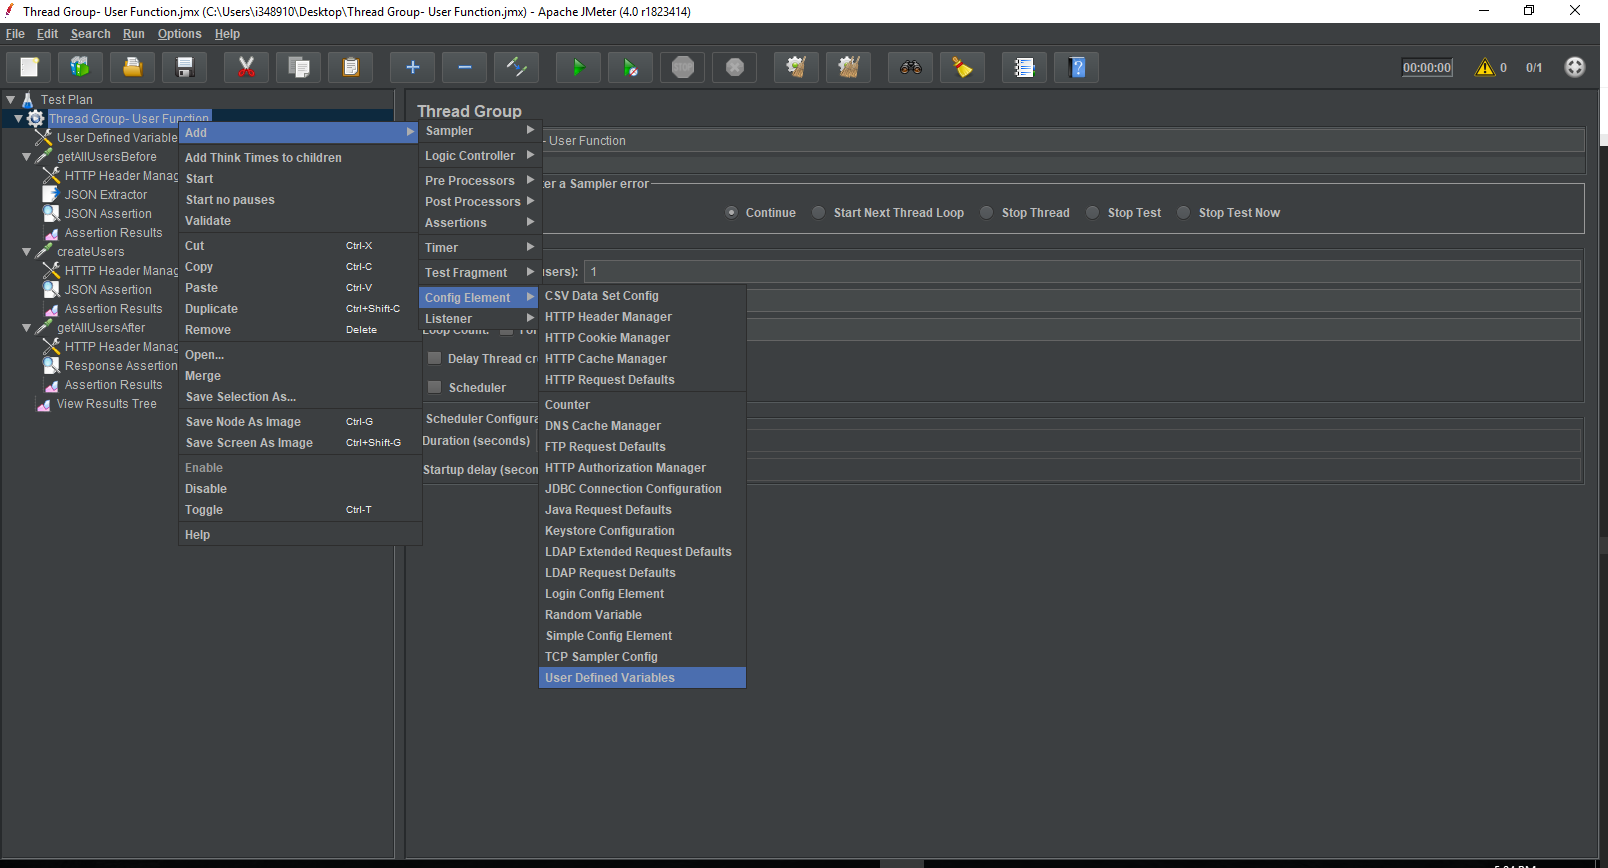 Thread Group- User Function.jmx (C:\Users\i348910\Desktop\Thread Group- User Function.jmx) - Apache JMeter (4.0 r1823414)
File Edit Search Run Options Help
STOP
00:00:00 0 0/1
Test Plan
Thread Group- User Function
User Defined Variable
getAllUsersBefore
HTTP Header Manag
JSON Extractor
JSON Assertion
Assertion Results
createUsers
HTTP Header Manag
JSON Assertion
Assertion Results
getAllUsersAfter
HTTP Header Manag
Response Assertion
Assertion Results
View Results Tree
Add
Add Think Times to children
Start
Start no pauses
Validate
Cut Ctrl-X
Copy Ctrl-C
Paste Ctrl-V
Duplicate Ctrl+Shift-C
Remove Delete
Open...
Merge
Save Selection As...
Save Node As Image Ctrl-G
Save Screen As Image Ctrl+Shift-G
Enable
Disable
Toggle Ctrl-T
Help
Sampler
Logic Controller
Pre Processors
Post Processors
Assertions
Timer
Test Fragment
Config Element
Listener
CSV Data Set Config
HTTP Header Manager
HTTP Cookie Manager
HTTP Cache Manager
HTTP Request Defaults
Counter
DNS Cache Manager
FTP Request Defaults
HTTP Authorization Manager
JDBC Connection Configuration
Java Request Defaults
Keystore Configuration
LDAP Extended Request Defaults
LDAP Request Defaults
Login Config Element
Random Variable
Simple Config Element
TCP Sampler Config
User Defined Variables
Thread Group
- User Function
er a Sampler error
Continue Start Next Thread Loop Stop Thread Stop Test Stop Test Now
sers): 1
Loop Count: For
Delay Thread cr
Scheduler
Scheduler Configura
Duration (seconds)
Startup delay (secon